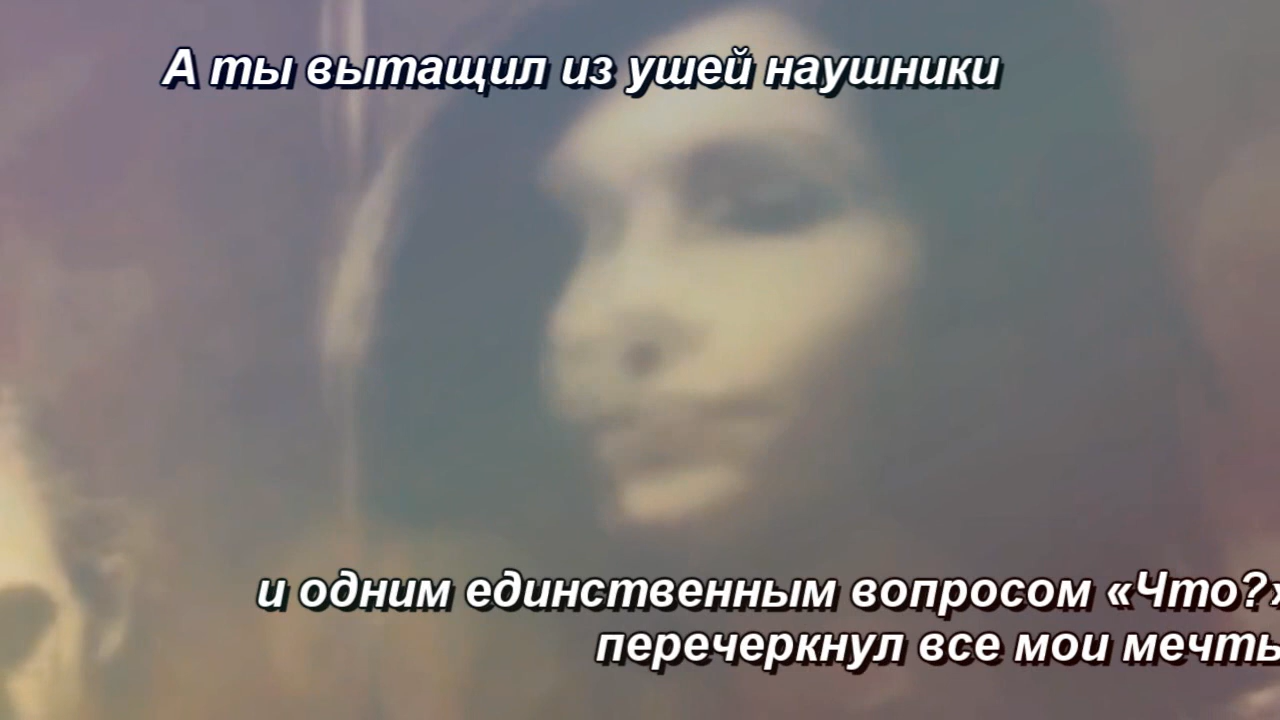 А ты вытащил из ушей наушники
и одним единственным вопросом «Что?»
перечеркнул все мои мечты